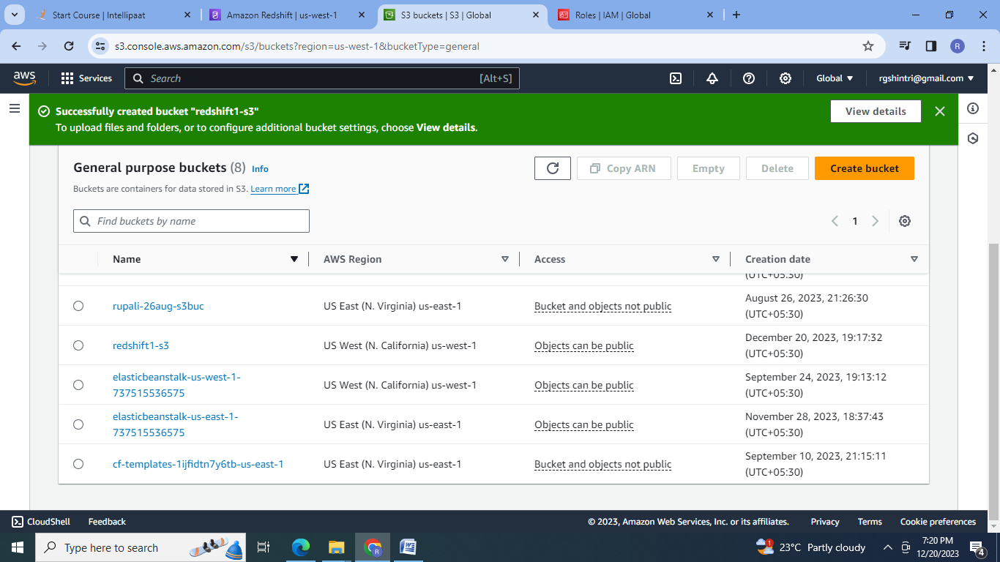 Start Course | Intellipaat
Amazon Redshift | us-west-1
S3 buckets | S3 | Global
Roles | IAM | Global
s3.console.aws.amazon.com/s3/buckets?region=us-west-1&bucketType=general
R
aws
Services
Search
[Alt+S]
Global
rgshintri@gmail.com
Successfully created bucket "redshift1-s3"
To upload files and folders, or to configure additional bucket settings, choose View details.
View details
General purpose buckets (8) Info
Buckets are containers for data stored in S3. Learn more
Copy ARN
Empty
Delete
Create bucket
Find buckets by name
1
Name
AWS Region
Access
Creation date
(UTC+05:30)
rupali-26aug-s3buc
US East (N. Virginia) us-east-1
Bucket and objects not public
August 26, 2023, 21:26:30
(UTC+05:30)
redshift1-s3
US West (N. California) us-west-1
Objects can be public
December 20, 2023, 19:17:32
(UTC+05:30)
elasticbeanstalk-us-west-1-
737515536575
US West (N. California) us-west-1
Objects can be public
September 24, 2023, 19:13:12
(UTC+05:30)
elasticbeanstalk-us-east-1-
737515536575
US East (N. Virginia) us-east-1
Objects can be public
November 28, 2023, 18:37:43
(UTC+05:30)
cf-templates-1ijfidtn7y6tb-us-east-1
US East (N. Virginia) us-east-1
Bucket and objects not public
September 10, 2023, 21:15:11
(UTC+05:30)
CloudShell
Feedback
© 2023, Amazon Web Services, Inc. or its affiliates.
Privacy
Terms
Cookie preferences
Type here to search
23°C Partly cloudy
7:20 PM
12/20/2023
4